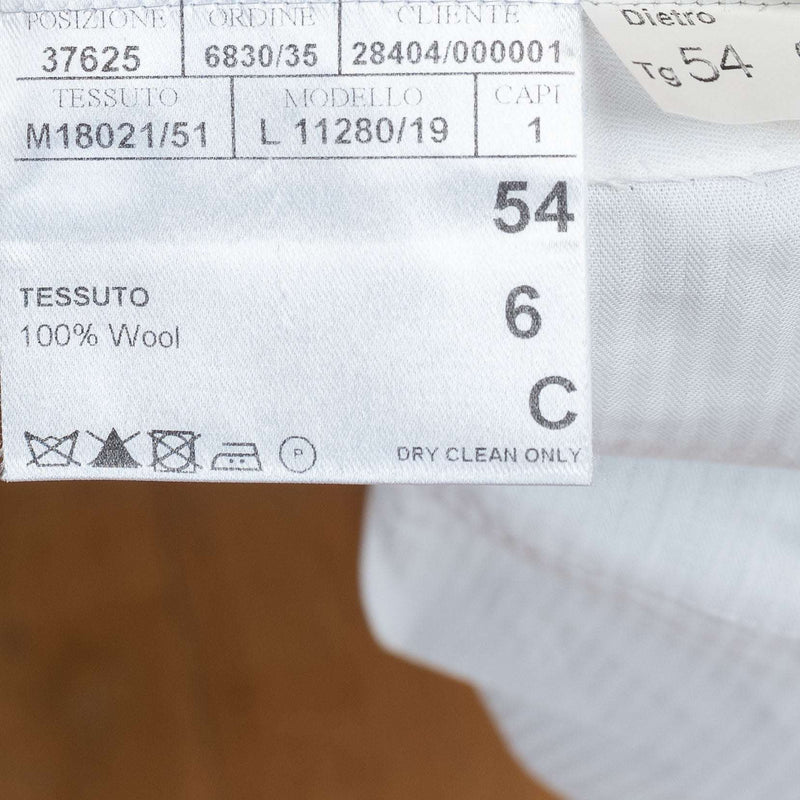 POSIZIONE ORDINE CLIENTE
37625 6830/35 28404/000001
TESSUTO MODELLO CAPI
M18021/51 L 11280/19 1
54
TESSUTO
100% Wool
6
C
P
DRY CLEAN ONLY
Dietro
Tg 54